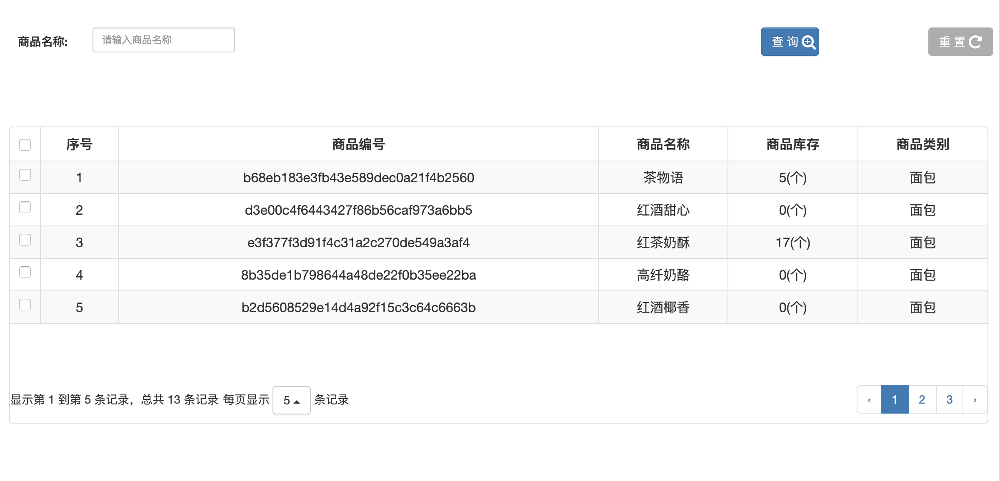 商品名称: 请输入商品名称 查 询 重 置
序号 商品编号 商品名称 商品库存 商品类别
1 b68eb183e3fb43e589dec0a21f4b2560 茶物语 5(个) 面包
2 d3e00c4f6443427f86b56caf973a6bb5 红酒甜心 0(个) 面包
3 e3f377f3d91f4c31a2c270de549a3af4 红茶奶酥 17(个) 面包
4 8b35de1b798644a48de22f0b35ee22ba 高纤奶酪 0(个) 面包
5 b2d5608529e14d4a92f15c3c64c6663b 红酒椰香 0(个) 面包
显示第 1 到第 5 条记录，总共 13 条记录 每页显示 5 条记录 ‹ 1 2 3 ›